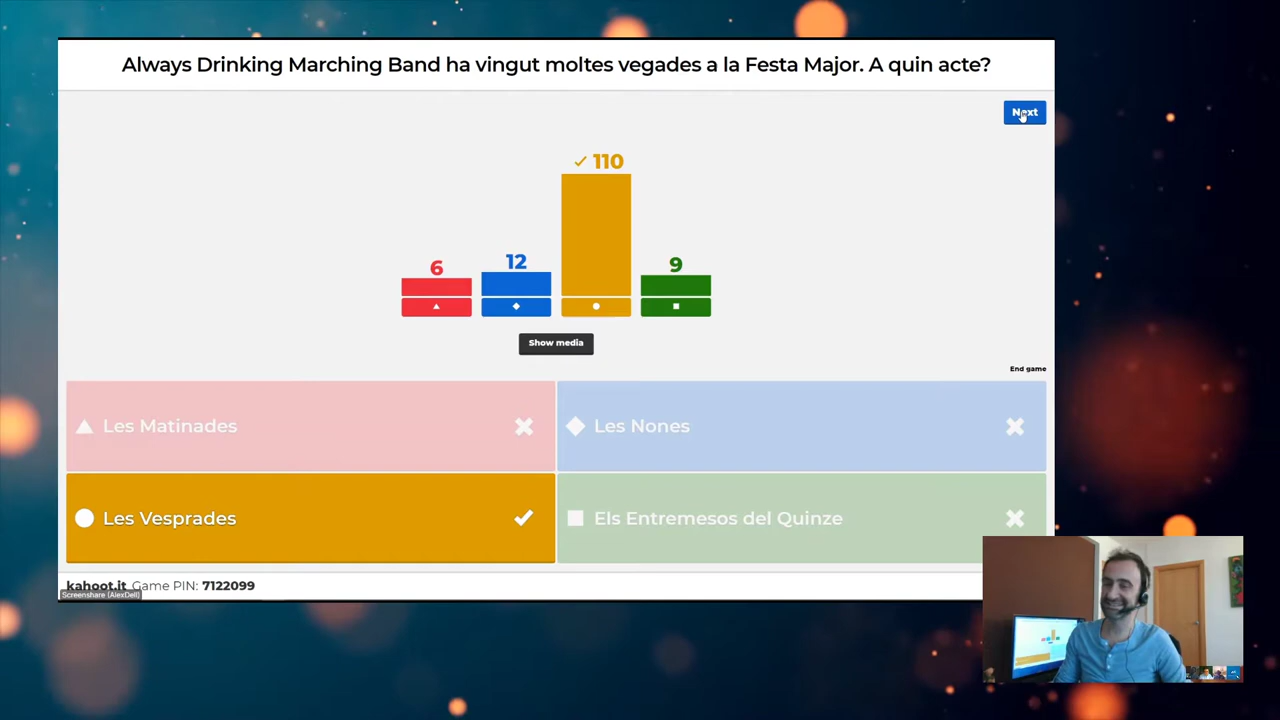 Always Drinking Marching Band ha vingut moltes vegades a la Festa Major. A quin acte?
Next
110
6
12
9
Show media
End game
Les Matinades
Les Nones
Les Vesprades
Els Entremesos del Quinze
kahoot.it Game PIN: 7122099
Screenshare (AlexDell)